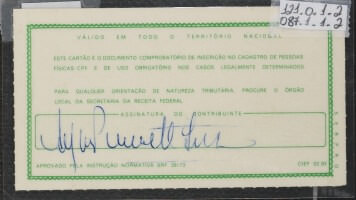 121.0.1-2
087.1.1-2
VÁLIDO EM TODO O TERRITÓRIO NACIONAL
ESTE CARTÃO É O DOCUMENTO COMPROBATÓRIO DE INSCRIÇÃO NO CADASTRO DE PESSOAS
FÍSICAS-CPF E DE USO OBRIGATÓRIO NOS CASOS LEGALMENTE DETERMINADOS
PARA QUALQUER ORIENTAÇÃO DE NATUREZA TRIBUTÁRIA, PROCURE O ÓRGÃO
LOCAL DA SECRETARIA DA RECEITA FEDERAL
ASSINATURA DO CONTRIBUINTE
APROVADO PELA INSTRUÇÃO NORMATIVA SRF
CIEF